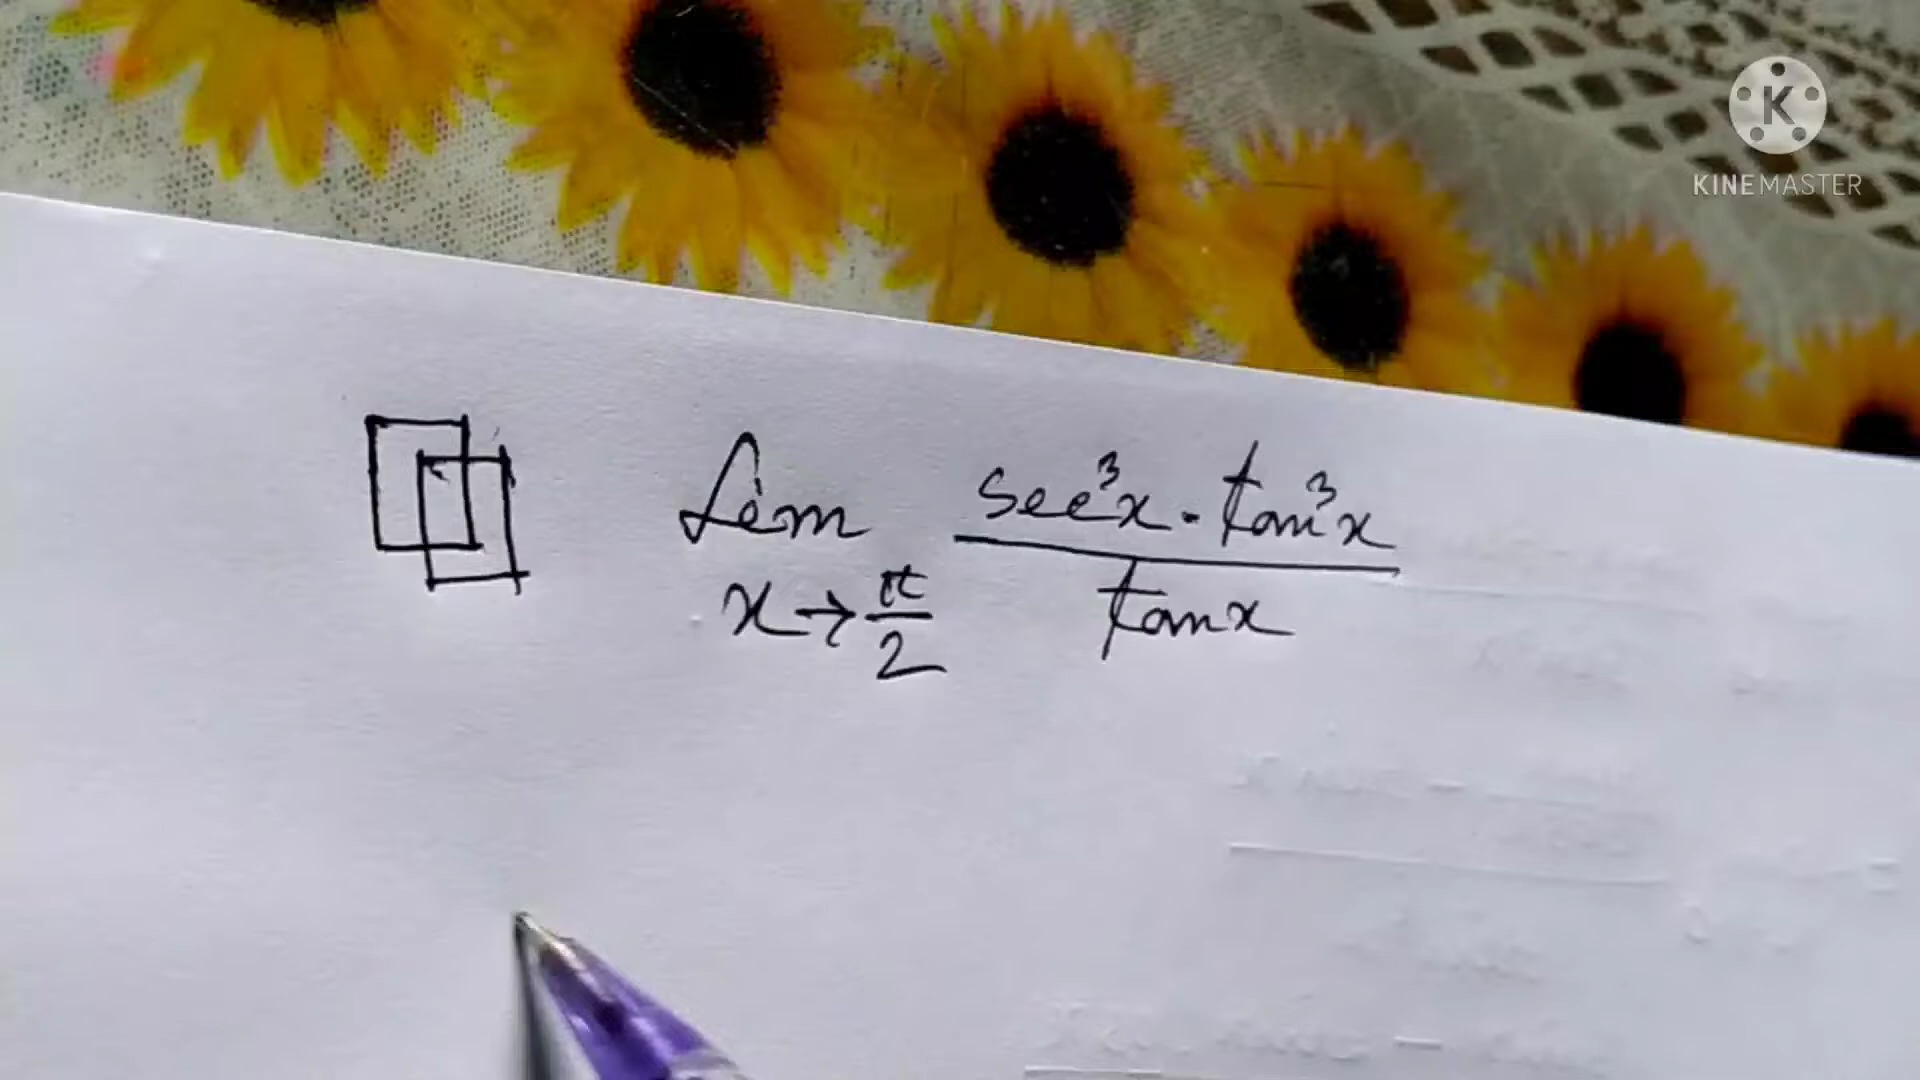 K
KINEMASTER
Lim sec³x - tan³x
x→π/2 tanx